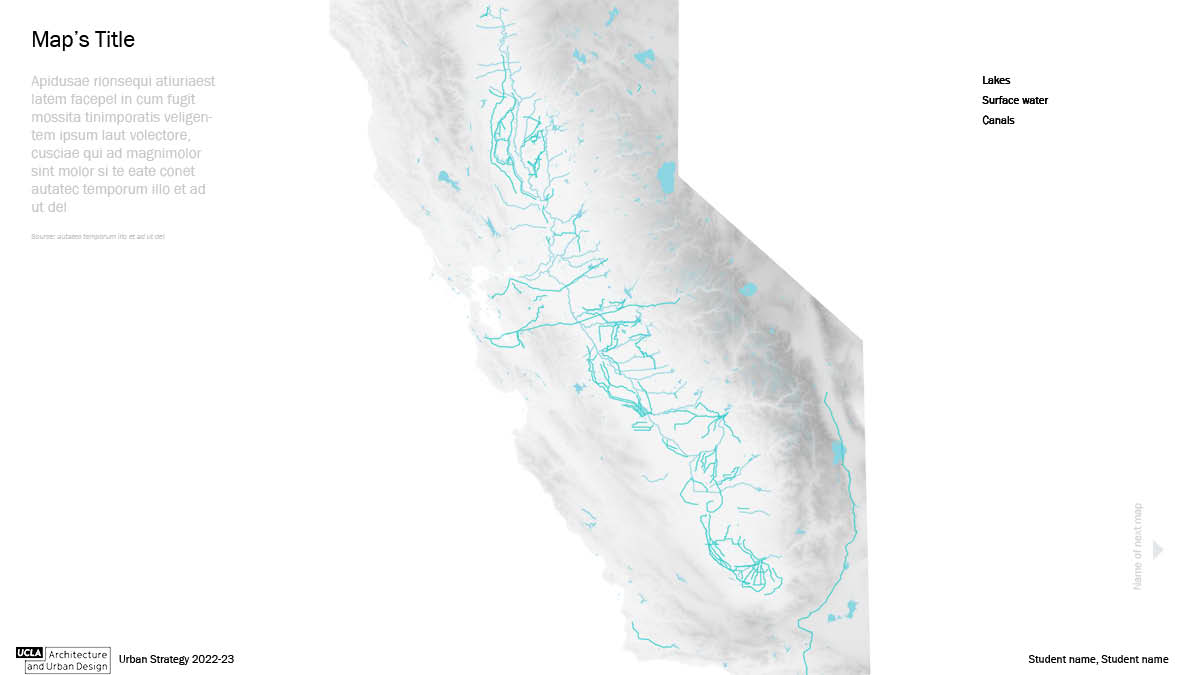 Map's Title
Apidusae rionsequi atiuriaest
latem facepel in cum fugit
mossita tinimporatis veligen-
tem ipsum laut volectore,
cusciae qui ad magnimolor
sint molor si te eate conet
autatec temporum illo et ad
ut del
Source: autatec temporum illo et ad ut del
Lakes
Surface water
Canals
Name of next map
UCLA Architecture
and Urban Design
Urban Strategy 2022-23
Student name, Student name